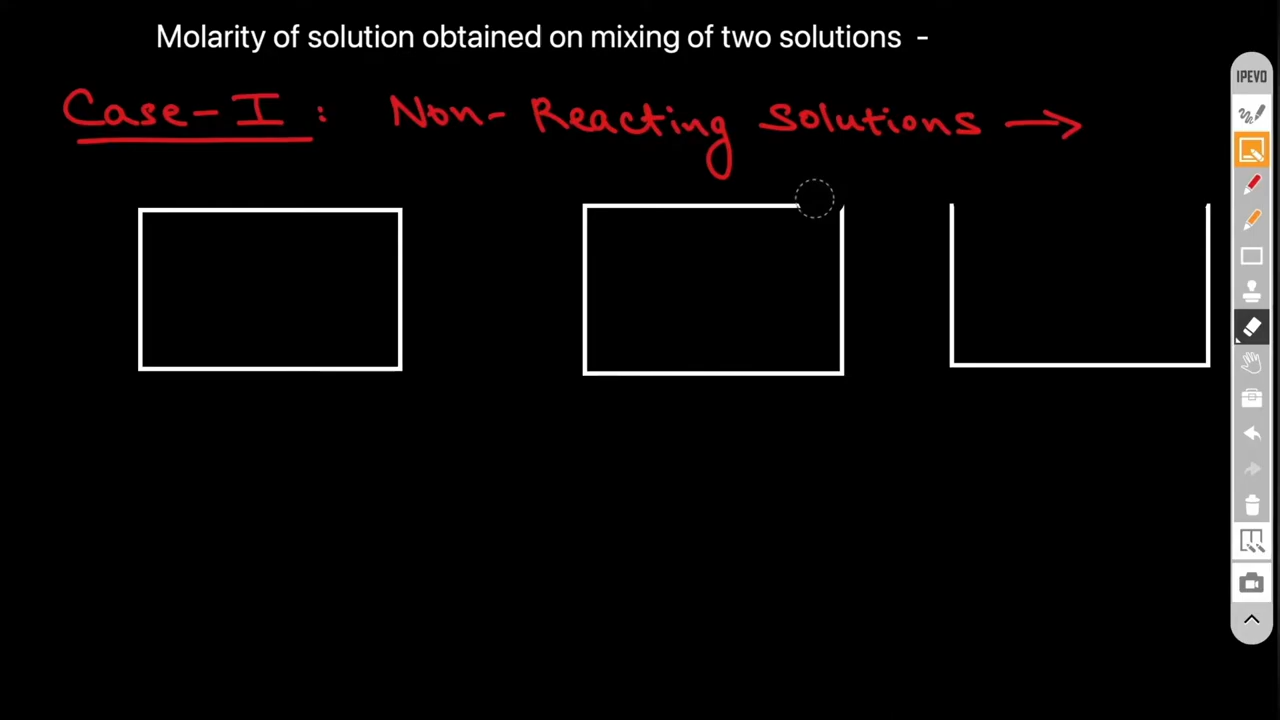 Molarity of solution obtained on mixing of two solutions -
Case-I : Non-Reacting Solutions →
IPEVO